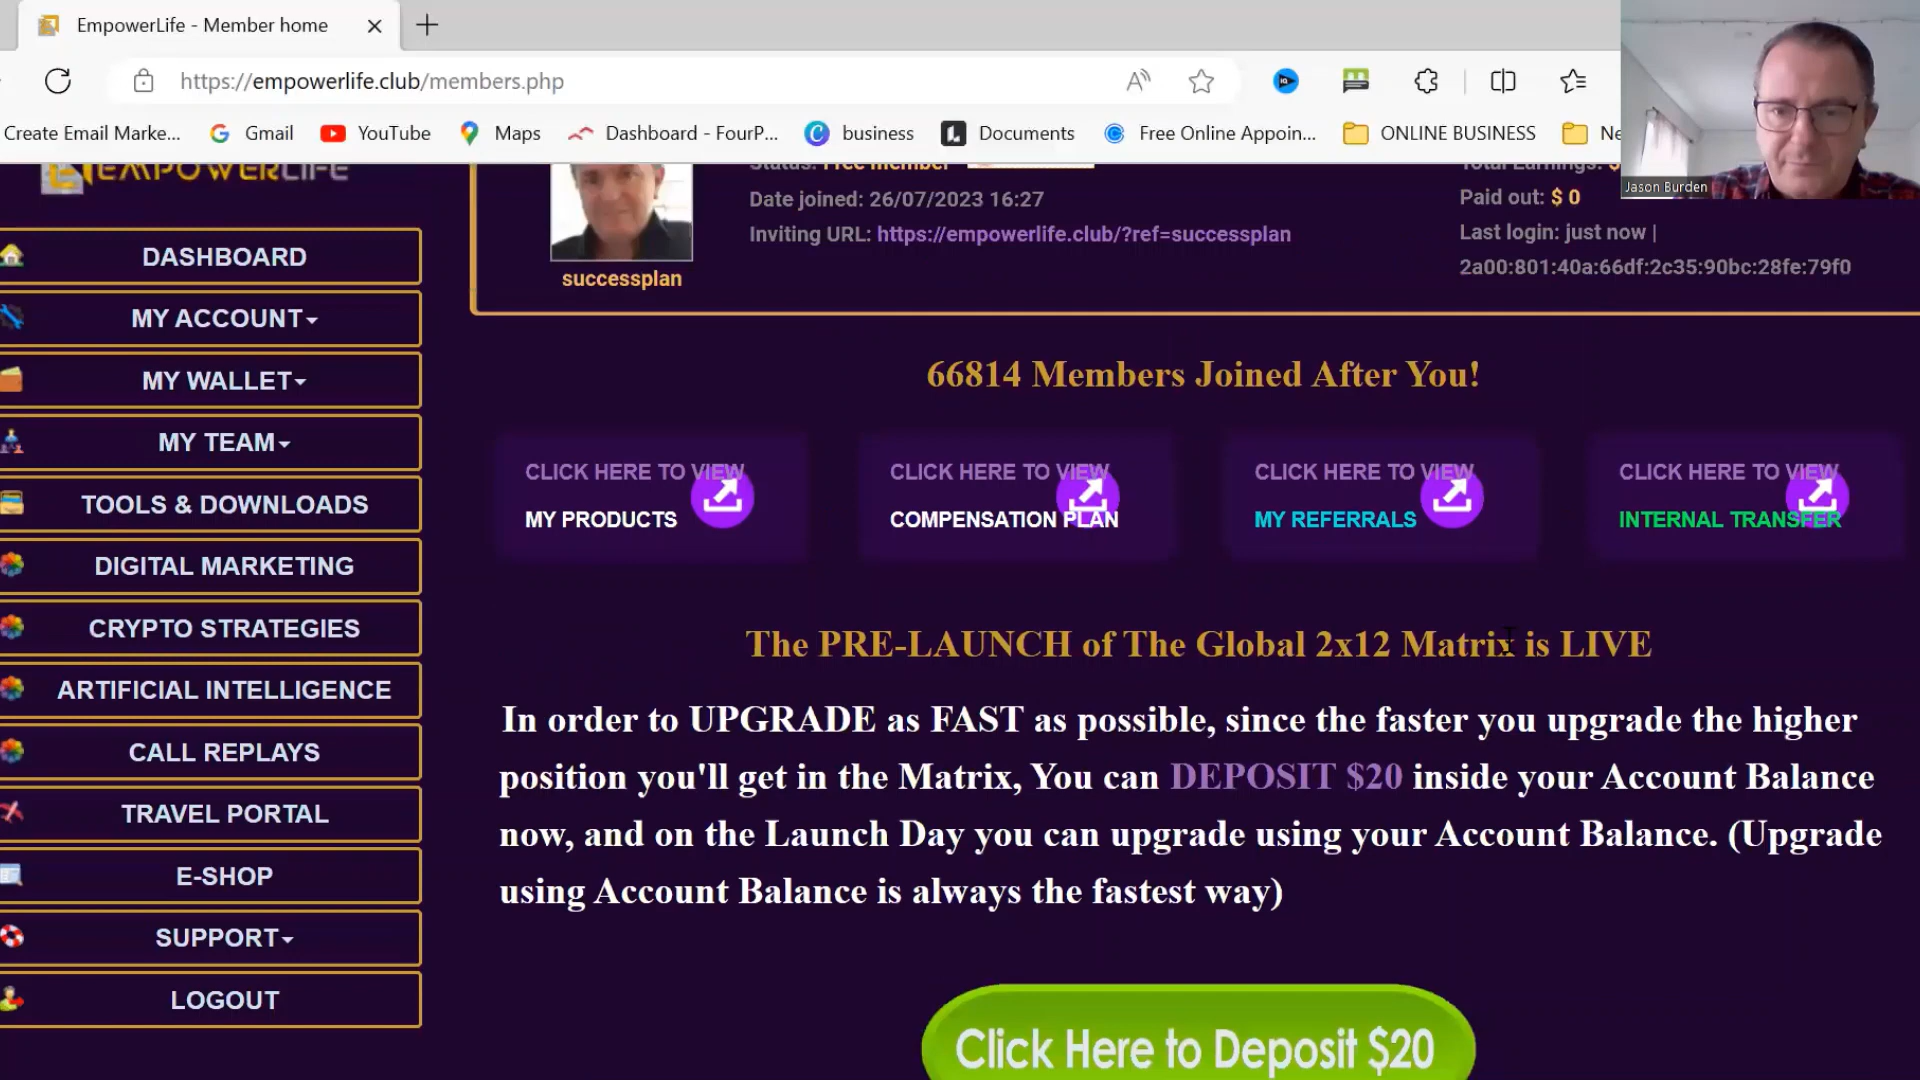 EmpowerLife - Member home
https://empowerlife.club/members.php
Create Email Marke...
Gmail
YouTube
Maps
Dashboard - FourP...
business
Documents
Free Online Appoin...
ONLINE BUSINESS
Ne
Jason Burden
EMPOWERLIFE
Status: Free member
Date joined: 26/07/2023 16:27
Inviting URL: https://empowerlife.club/?ref=successplan
successplan
Total Earnings: $
Paid out: $ 0
Last login: just now |
2a00:801:40a:66df:2c35:90bc:28fe:79f0
DASHBOARD
MY ACCOUNT
MY WALLET
MY TEAM
TOOLS & DOWNLOADS
DIGITAL MARKETING
CRYPTO STRATEGIES
ARTIFICIAL INTELLIGENCE
CALL REPLAYS
TRAVEL PORTAL
E-SHOP
SUPPORT
LOGOUT
66814 Members Joined After You!
CLICK HERE TO VIEW
MY PRODUCTS
CLICK HERE TO VIEW
COMPENSATION PLAN
CLICK HERE TO VIEW
MY REFERRALS
CLICK HERE TO VIEW
INTERNAL TRANSFER
The PRE-LAUNCH of The Global 2x12 Matrix is LIVE
In order to UPGRADE as FAST as possible, since the faster you upgrade the higher
position you'll get in the Matrix, You can DEPOSIT $20 inside your Account Balance
now, and on the Launch Day you can upgrade using your Account Balance. (Upgrade
using Account Balance is always the fastest way)
Click Here to Deposit $20